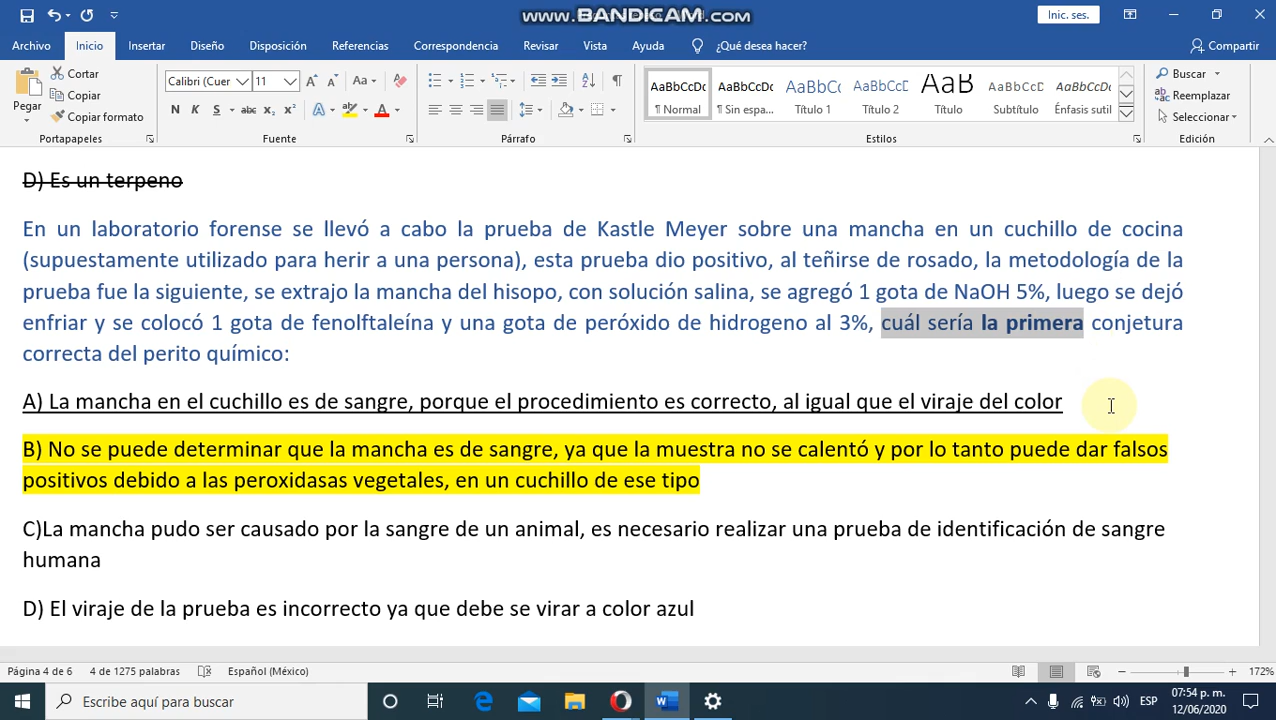 www.BANDICAM.com
Inic. ses.
Archivo Inicio Insertar Diseño Disposición Referencias Correspondencia Revisar Vista Ayuda ¿Qué desea hacer? Compartir
Pegar
Cortar
Copiar
Copiar formato
Portapapeles
Calibri (Cuer 11 Aa
N K S abc x₂ x² A A
Fuente
Párrafo
AaBbCcDc AaBbCcDc AaBbCc AaBbCcC AaB AaBbCcD AaBbCcDc
¶ Normal ¶ Sin espa... Título 1 Título 2 Título Subtítulo Énfasis sutil
Estilos
Buscar
Reemplazar
Seleccionar
Edición
D) Es un terpeno
En un laboratorio forense se llevó a cabo la prueba de Kastle Meyer sobre una mancha en un cuchillo de cocina
(supuestamente utilizado para herir a una persona), esta prueba dio positivo, al teñirse de rosado, la metodología de la
prueba fue la siguiente, se extrajo la mancha del hisopo, con solución salina, se agregó 1 gota de NaOH 5%, luego se dejó
enfriar y se colocó 1 gota de fenolftaleína y una gota de peróxido de hidrogeno al 3%, cuál sería la primera conjetura
correcta del perito químico:
A) La mancha en el cuchillo es de sangre, porque el procedimiento es correcto, al igual que el viraje del color
B) No se puede determinar que la mancha es de sangre, ya que la muestra no se calentó y por lo tanto puede dar falsos
positivos debido a las peroxidasas vegetales, en un cuchillo de ese tipo
C)La mancha pudo ser causado por la sangre de un animal, es necesario realizar una prueba de identificación de sangre
humana
D) El viraje de la prueba es incorrecto ya que debe se virar a color azul
Página 4 de 6 4 de 1275 palabras Español (México) 172%
Escribe aquí para buscar
ESP
07:54 p. m.
12/06/2020